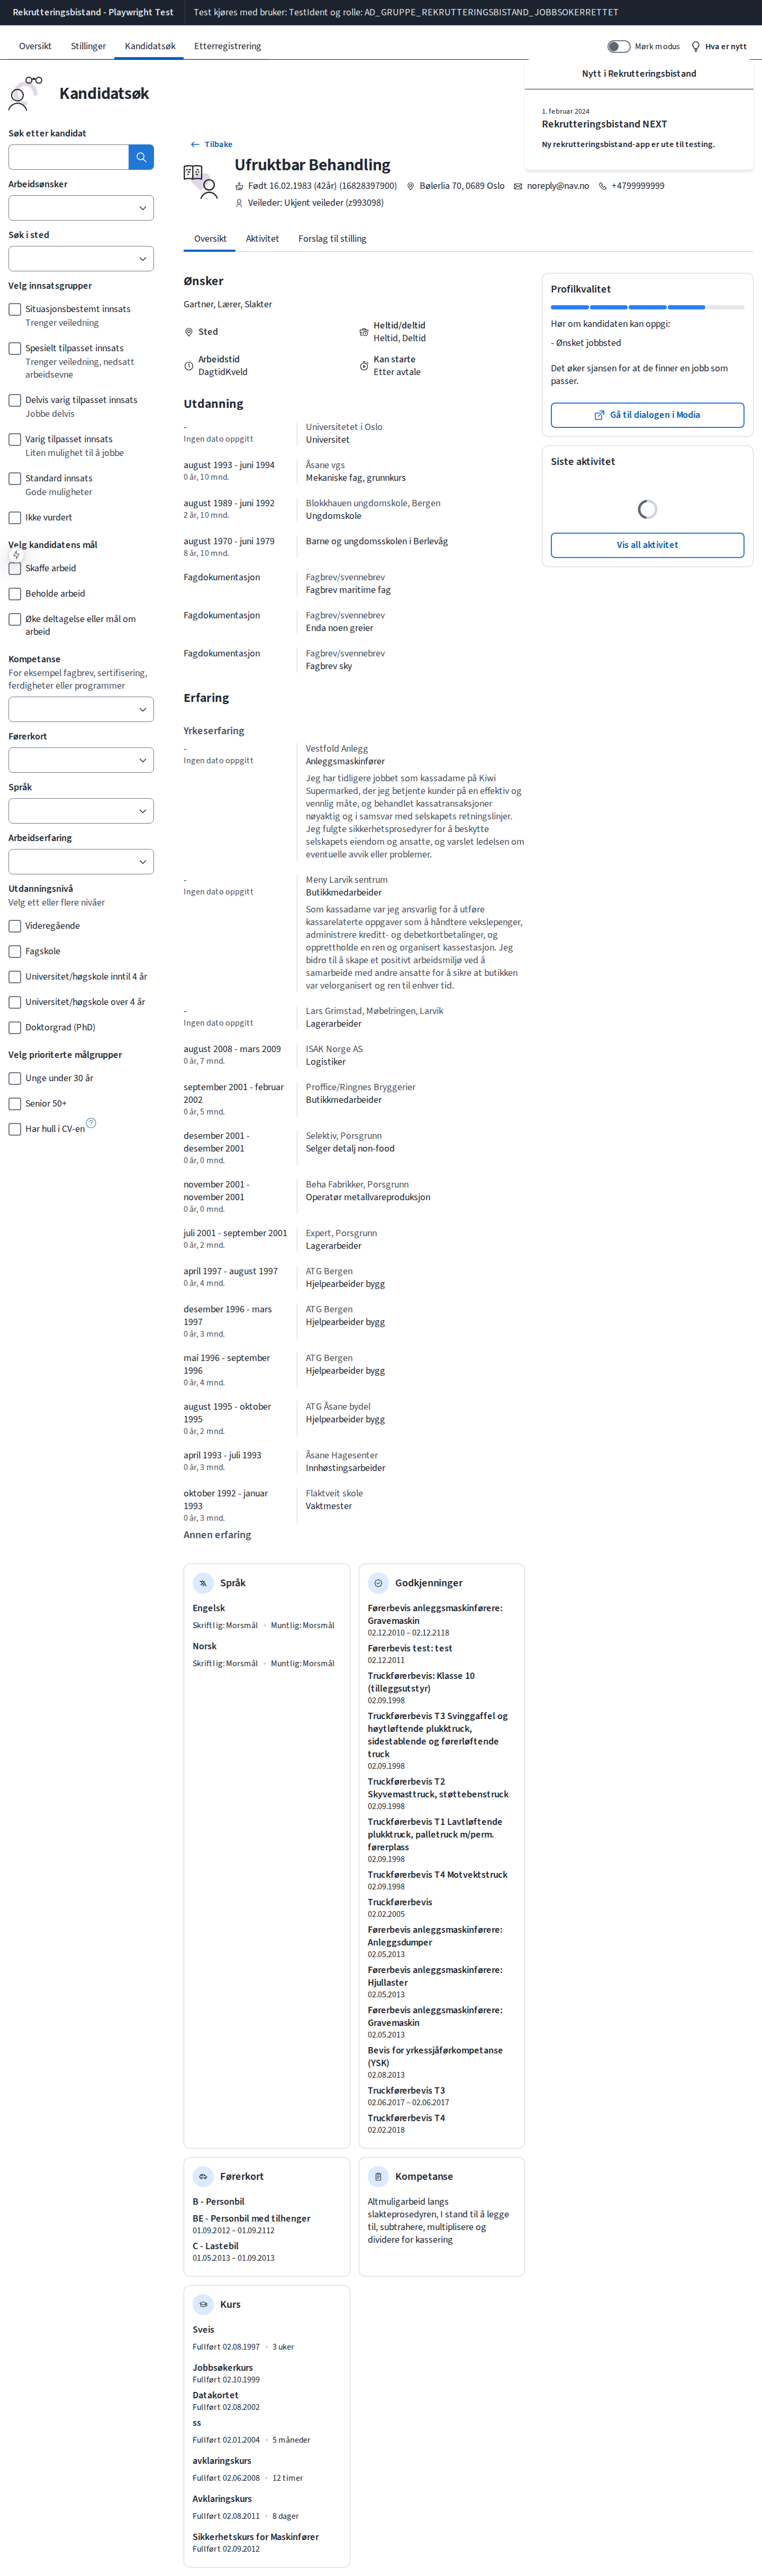 Rekrutteringsbistand - Playwright Test
Test kjøres med bruker: TestIdent og rolle: AD_GRUPPE_REKRUTTERINGSBISTAND_JOBBSOKERRETTET
Oversikt
Stillinger
Kandidatsøk
Etterregistrering
Mørk modus
Hva er nytt
Nytt i Rekrutteringsbistand
1. februar 2024
Rekrutteringsbistand NEXT
Ny rekrutteringsbistand-app er ute til testing.
Kandidatsøk
Søk etter kandidat
Arbeidsønsker
Søk i sted
Velg innsatsgrupper
Situasjonsbestemt innsats
Trenger veiledning
Spesielt tilpasset innsats
Trenger veiledning, nedsatt
arbeidsevne
Delvis varig tilpasset innsats
Jobbe delvis
Varig tilpasset innsats
Liten mulighet til å jobbe
Standard innsats
Gode muligheter
Ikke vurdert
Velg kandidatens mål
Skaffe arbeid
Beholde arbeid
Øke deltagelse eller mål om
arbeid
Kompetanse
For eksempel fagbrev, sertifisering,
ferdigheter eller programmer
Førerkort
Språk
Arbeidserfaring
Utdanningsnivå
Velg ett eller flere nivåer
Videregående
Fagskole
Universitet/høgskole inntil 4 år
Universitet/høgskole over 4 år
Doktorgrad (PhD)
Velg prioriterte målgrupper
Unge under 30 år
Senior 50+
Har hull i CV-en
Tilbake
Ufruktbar Behandling
Født 16.02.1983 (42år) (16828397900)
Bølerlia 70, 0689 Oslo
noreply@nav.no
+4799999999
Veileder: Ukjent veileder (z993098)
Oversikt
Aktivitet
Forslag til stilling
Ønsker
Gartner, Lærer, Slakter
Sted
Heltid/deltid
Heltid, Deltid
Arbeidstid
DagtidKveld
Kan starte
Etter avtale
Utdanning
-
Ingen dato oppgitt
Universitetet i Oslo
Universitet
august 1993 - juni 1994
0 år, 10 mnd.
Åsane vgs
Mekaniske fag, grunnkurs
august 1989 - juni 1992
2 år, 10 mnd.
Blokkhauen ungdomskole, Bergen
Ungdomskole
august 1970 - juni 1979
8 år, 10 mnd.
Barne og ungdomsskolen i Berlevåg
Fagdokumentasjon
Fagbrev/svennebrev
Fagbrev maritime fag
Fagdokumentasjon
Fagbrev/svennebrev
Enda noen greier
Fagdokumentasjon
Fagbrev/svennebrev
Fagbrev sky
Erfaring
Yrkeserfaring
-
Ingen dato oppgitt
Vestfold Anlegg
Anleggsmaskinfører
Jeg har tidligere jobbet som kassadame på Kiwi
Supermarked, der jeg betjente kunder på en effektiv og
vennlig måte, og behandlet kassatransaksjoner
nøyaktig og i samsvar med selskapets retningslinjer.
Jeg fulgte sikkerhetsprosedyrer for å beskytte
selskapets eiendom og ansatte, og varslet ledelsen om
eventuelle avvik eller problemer.
-
Ingen dato oppgitt
Meny Larvik sentrum
Butikkmedarbeider
Som kassadame var jeg ansvarlig for å utføre
kassarelaterte oppgaver som å håndtere vekslepenger,
administrere kreditt- og debetkortbetalinger, og
opprettholde en ren og organisert kassestasjon. Jeg
bidro til å skape et positivt arbeidsmiljø ved å
samarbeide med andre ansatte for å sikre at butikken
var velorganisert og ren til enhver tid.
-
Ingen dato oppgitt
Lars Grimstad, Møbelringen, Larvik
Lagerarbeider
august 2008 - mars 2009
0 år, 7 mnd.
ISAK Norge AS
Logistiker
september 2001 - februar
2002
0 år, 5 mnd.
Proffice/Ringnes Bryggerier
Butikkmedarbeider
desember 2001 -
desember 2001
0 år, 0 mnd.
Selektiv, Porsgrunn
Selger detalj non-food
november 2001 -
november 2001
0 år, 0 mnd.
Beha Fabrikker, Porsgrunn
Operatør metallvareproduksjon
juli 2001 - september 2001
0 år, 2 mnd.
Expert, Porsgrunn
Lagerarbeider
april 1997 - august 1997
0 år, 4 mnd.
ATG Bergen
Hjelpearbeider bygg
desember 1996 - mars
1997
0 år, 3 mnd.
ATG Bergen
Hjelpearbeider bygg
mai 1996 - september
1996
0 år, 4 mnd.
ATG Bergen
Hjelpearbeider bygg
august 1995 - oktober
1995
0 år, 2 mnd.
ATG Åsane bydel
Hjelpearbeider bygg
april 1993 - juli 1993
0 år, 3 mnd.
Åsane Hagesenter
Innhøstingsarbeider
oktober 1992 - januar
1993
0 år, 3 mnd.
Flaktveit skole
Vaktmester
Annen erfaring
Språk
Engelsk
Skriftlig: Morsmål
Muntlig: Morsmål
Norsk
Skriftlig: Morsmål
Muntlig: Morsmål
Godkjenninger
Førerbevis anleggsmaskinførere:
Gravemaskin
02.12.2010 – 02.12.2118
Førerbevis test: test
02.12.2011
Truckførerbevis: Klasse 10
(tilleggsutstyr)
02.09.1998
Truckførerbevis T3 Svinggaffel og
høytløftende plukktruck,
sidestablende og førerløftende
truck
02.09.1998
Truckførerbevis T2
Skyvemasttruck, støttebenstruck
02.09.1998
Truckførerbevis T1 Lavtløftende
plukktruck, palletruck m/perm.
førerplass
02.09.1998
Truckførerbevis T4 Motvektstruck
02.09.1998
Truckførerbevis
02.02.2005
Førerbevis anleggsmaskinførere:
Anleggsdumper
02.05.2013
Førerbevis anleggsmaskinførere:
Hjullaster
02.05.2013
Førerbevis anleggsmaskinførere:
Gravemaskin
02.05.2013
Bevis for yrkessjåførkompetanse
(YSK)
02.08.2013
Truckførerbevis T3
02.06.2017 – 02.06.2017
Truckførerbevis T4
02.02.2018
Førerkort
B - Personbil
BE - Personbil med tilhenger
01.09.2012 – 01.09.2112
C - Lastebil
01.05.2013 – 01.09.2013
Kompetanse
Altmuligarbeid langs
slakteprosedyren, I stand til å legge
til, subtrahere, multiplisere og
dividere for kassering
Kurs
Sveis
Fullført 02.08.1997
3 uker
Jobbsøkerkurs
Fullført 02.10.1999
Datakortet
Fullført 02.08.2002
ss
Fullført 02.01.2004
5 måneder
avklaringskurs
Fullført 02.06.2008
12 timer
Avklaringskurs
Fullført 02.08.2011
8 dager
Sikkerhetskurs for Maskinfører
Fullført 02.09.2012
Profilkvalitet
Hør om kandidaten kan oppgi:
- Ønsket jobbsted
Det øker sjansen for at de finner en jobb som
passer.
Gå til dialogen i Modia
Siste aktivitet
Vis all aktivitet